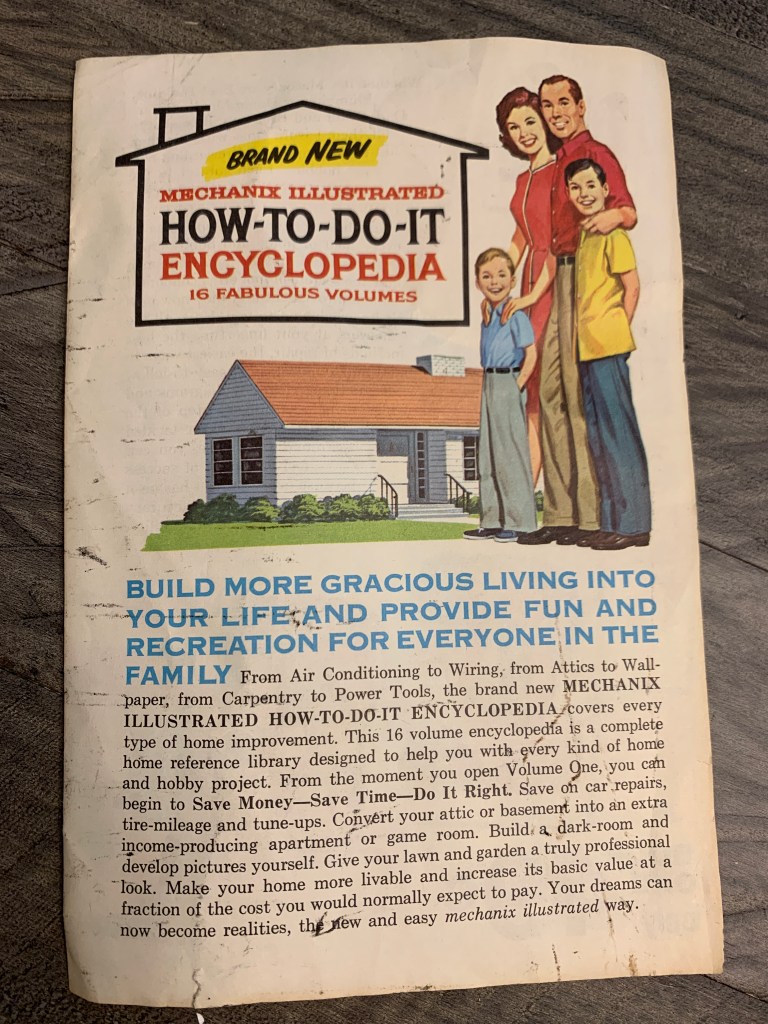 BRAND NEW
MECHANIX ILLUSTRATED
HOW-TO-DO-IT
ENCYCLOPEDIA
16 FABULOUS VOLUMES
BUILD MORE GRACIOUS LIVING INTO
YOUR LIFE AND PROVIDE FUN AND
RECREATION FOR EVERYONE IN THE
FAMILY From Air Conditioning to Wiring, from Attics to Wall-
paper, from Carpentry to Power Tools, the brand new MECHANIX
ILLUSTRATED HOW-TO-DO-IT ENCYCLOPEDIA covers every
type of home improvement. This 16 volume encyclopedia is a complete
home reference library designed to help you with every kind of home
and hobby project. From the moment you open Volume One, you can
begin to Save Money—Save Time—Do It Right. Save on car repairs,
tire-mileage and tune-ups. Convert your attic or basement into an extra
income-producing apartment or game room. Build a dark-room and
develop pictures yourself. Give your lawn and garden a truly professional
look. Make your home more livable and increase its basic value at a
fraction of the cost you would normally expect to pay. Your dreams can
now become realities, the new and easy mechanix illustrated way.